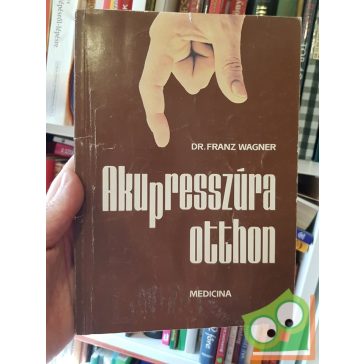 DR. FRANZ WAGNER
Akupresszúra
otthon
MEDICINA